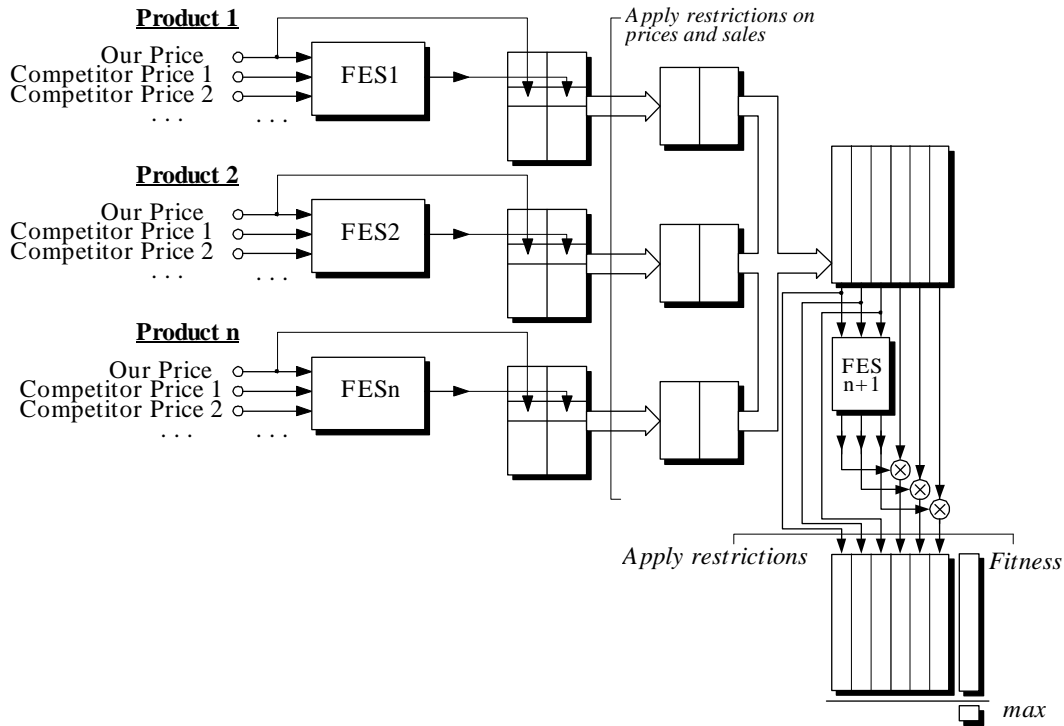 Product 1
Our Price
Competitor Price 1
Competitor Price 2
. . .
. . .
FES1
Apply restrictions on
prices and sales
Product 2
Our Price
Competitor Price 1
Competitor Price 2
. . .
. . .
FES2
Product n
Our Price
Competitor Price 1
Competitor Price 2
. . .
. . .
FESn
FES
n+1
Apply restrictions
Fitness
max